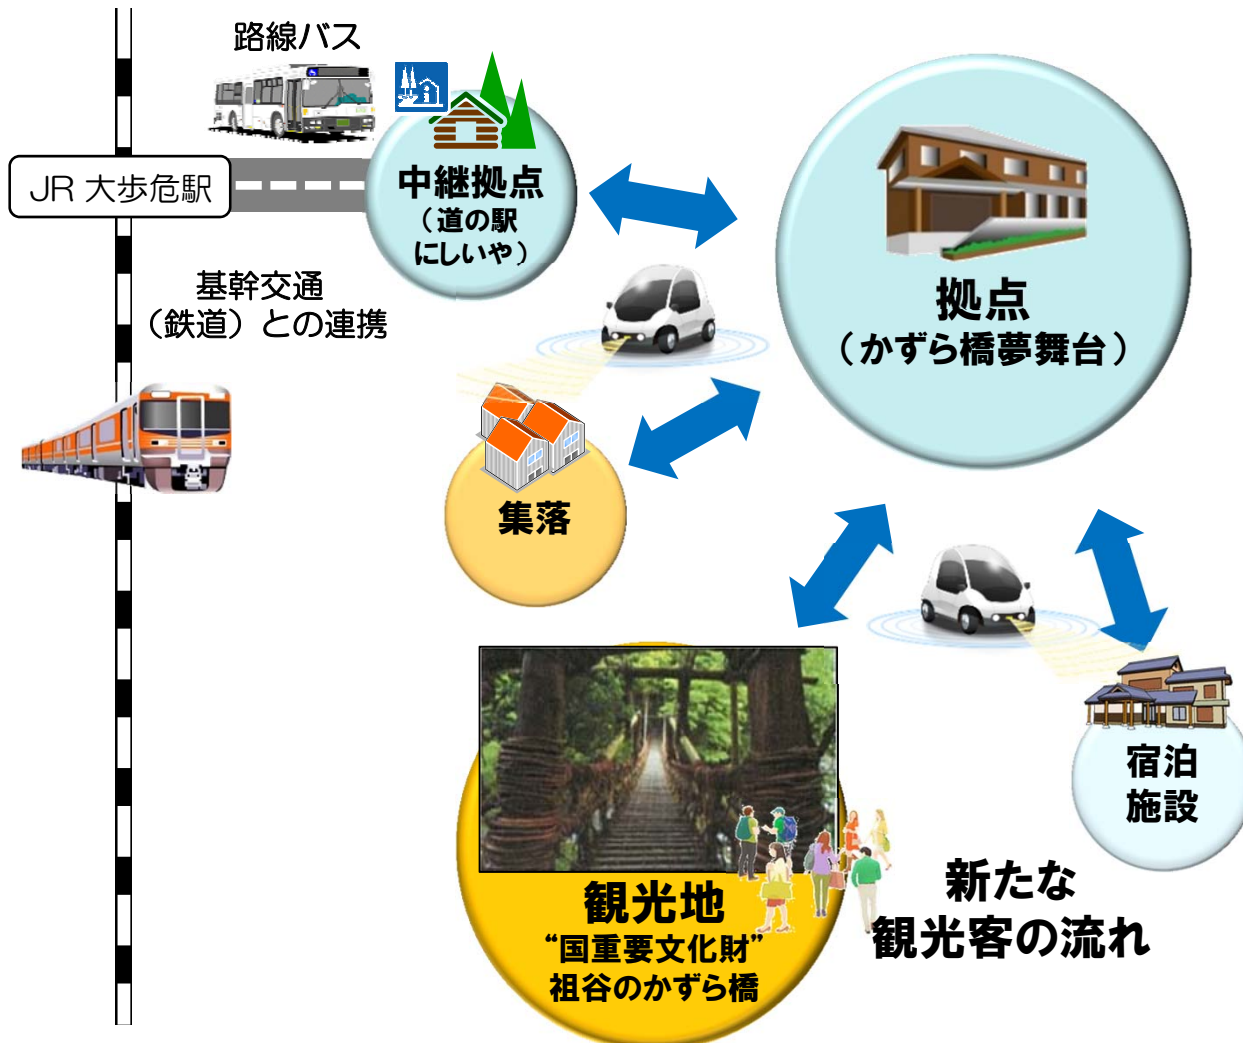 路線バス
JR 大歩危駅
中継拠点
（道の駅
にしいや）
基幹交通
（鉄道）との連携
拠点
（かずら橋夢舞台）
集落
宿泊
施設
観光地
“国重要文化財”
祖谷のかずら橋
新たな
観光客の流れ